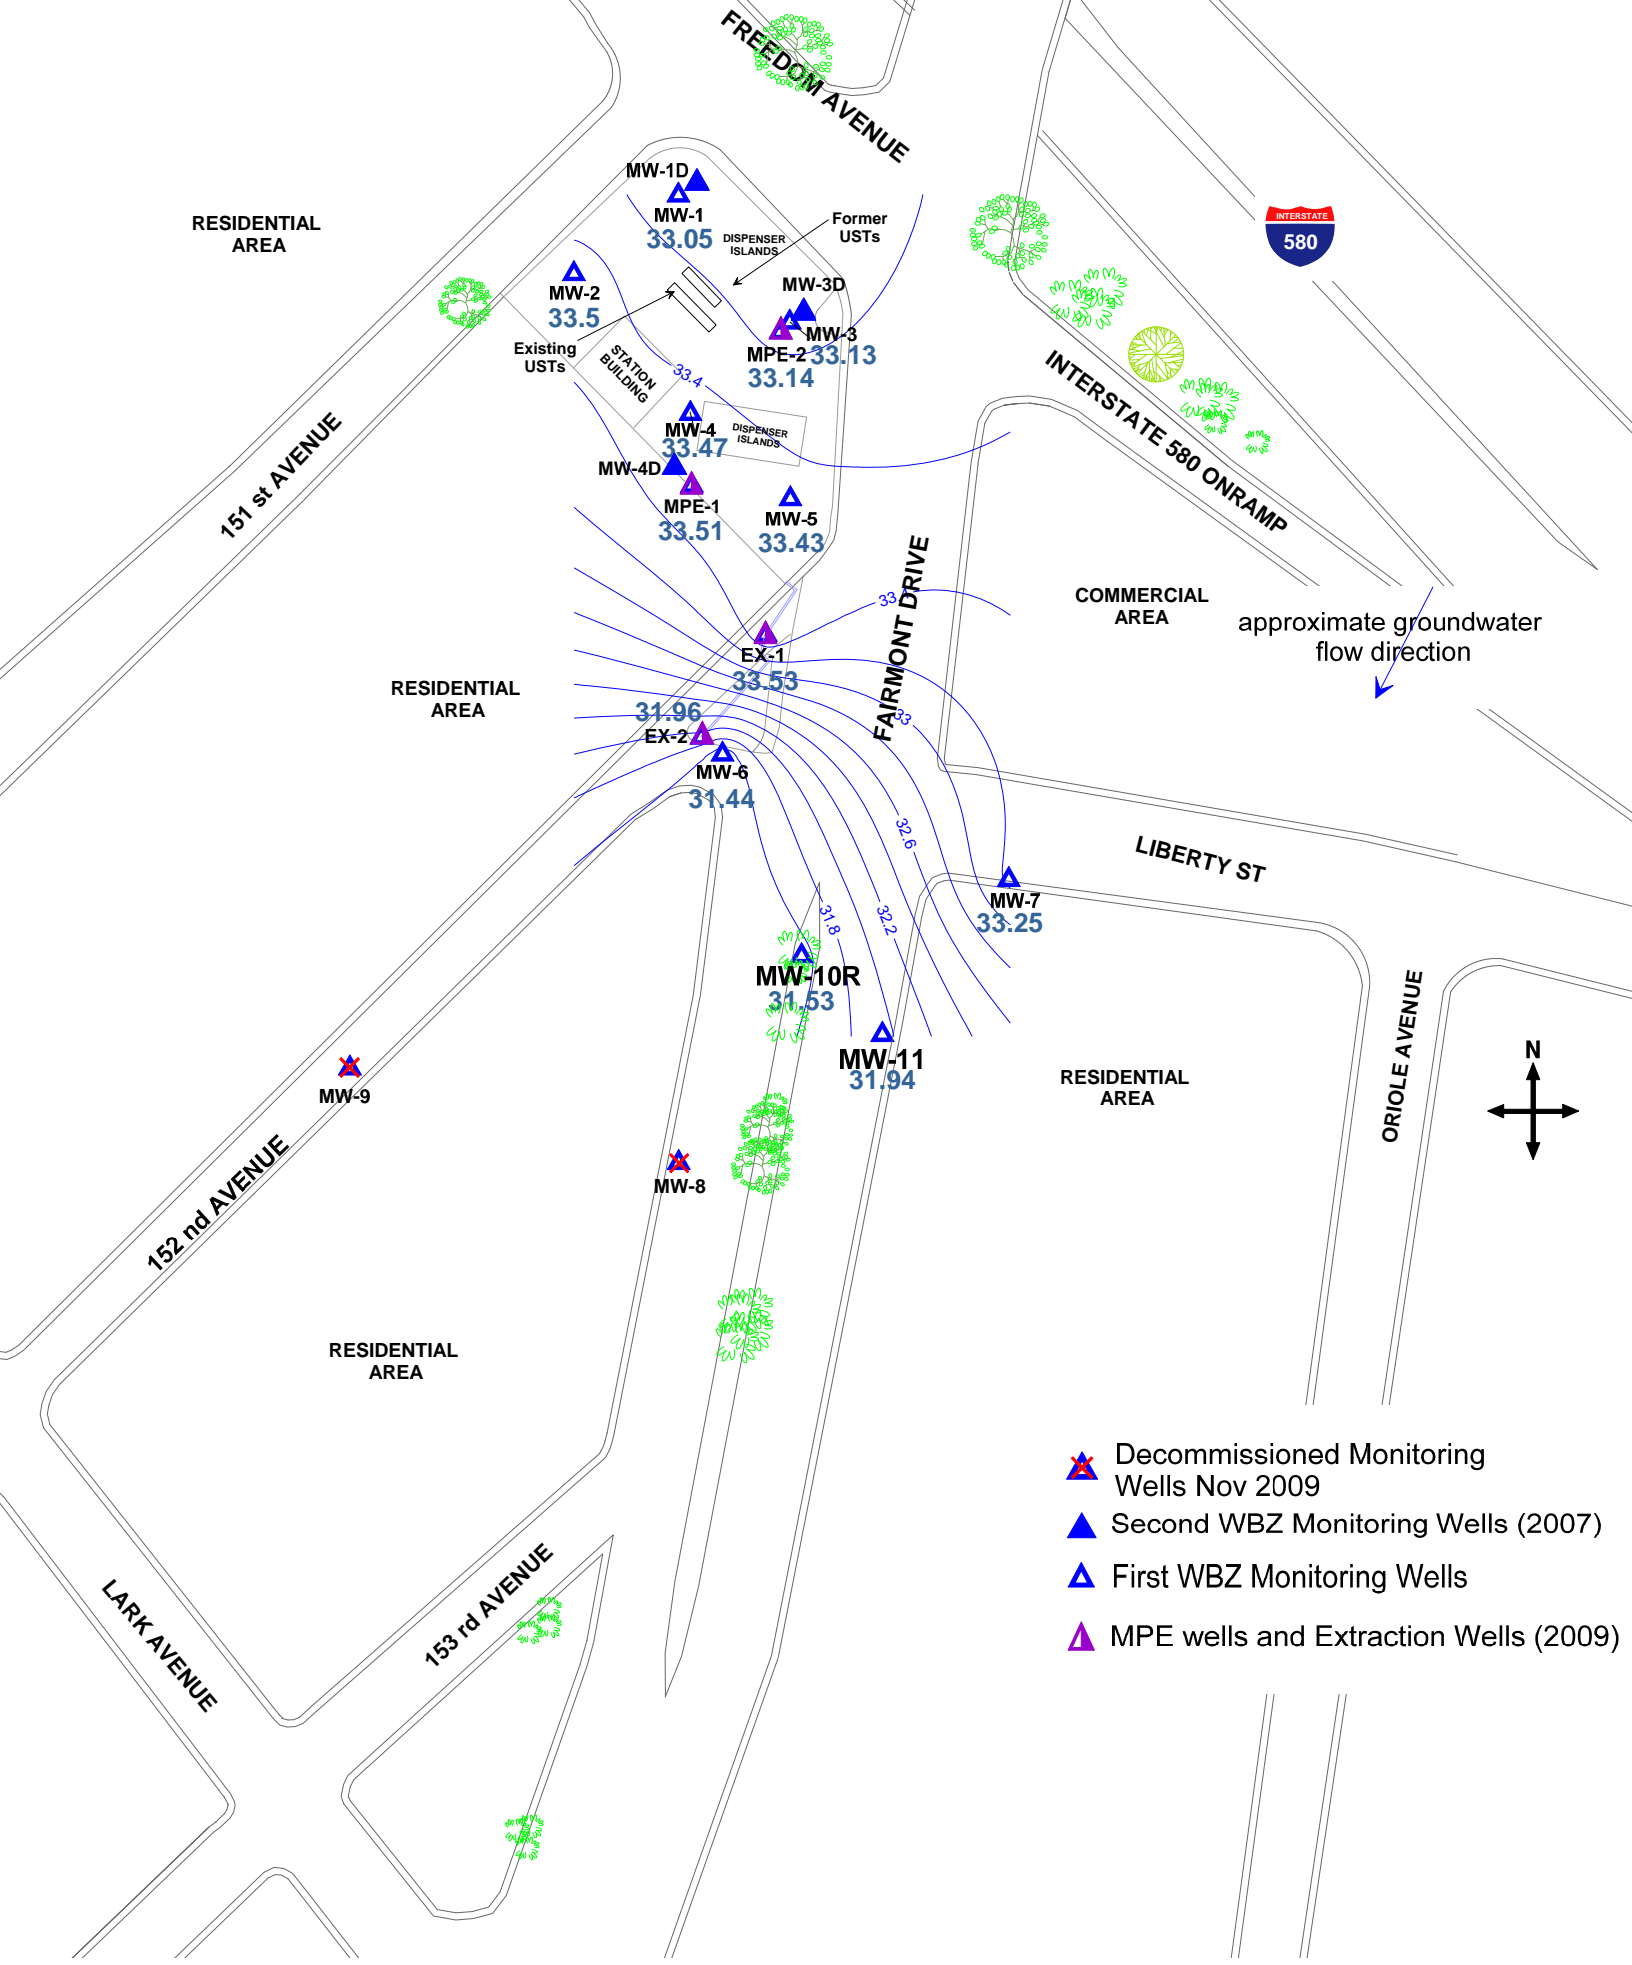 FREEDOM AVENUE
MW-1D
MW-1
33.05
DISPENSER
ISLANDS
Former
USTs
RESIDENTIAL
AREA
INTERSTATE
580
MW-2
33.5
MW-3D
MW-3
33.13
MPE-2
33.14
Existing
USTs
STATION
BUILDING
33.4
MW-4
33.47
DISPENSER
ISLANDS
MW-4D
MPE-1
33.51
MW-5
33.43
151 st AVENUE
INTERSTATE 580 ONRAMP
FAIRMONT DRIVE
COMMERCIAL
AREA
approximate groundwater
flow direction
EX-1
33.53
RESIDENTIAL
AREA
31.96
EX-2
33
MW-6
31.44
32.6
LIBERTY ST
MW-7
33.25
31.8
32.2
MW-10R
31.53
MW-11
31.94
ORIOLE AVENUE
N
RESIDENTIAL
AREA
MW-9
152 nd AVENUE
MW-8
RESIDENTIAL
AREA
Decommissioned Monitoring
Wells Nov 2009
Second WBZ Monitoring Wells (2007)
First WBZ Monitoring Wells
MPE wells and Extraction Wells (2009)
153 rd AVENUE
LARK AVENUE